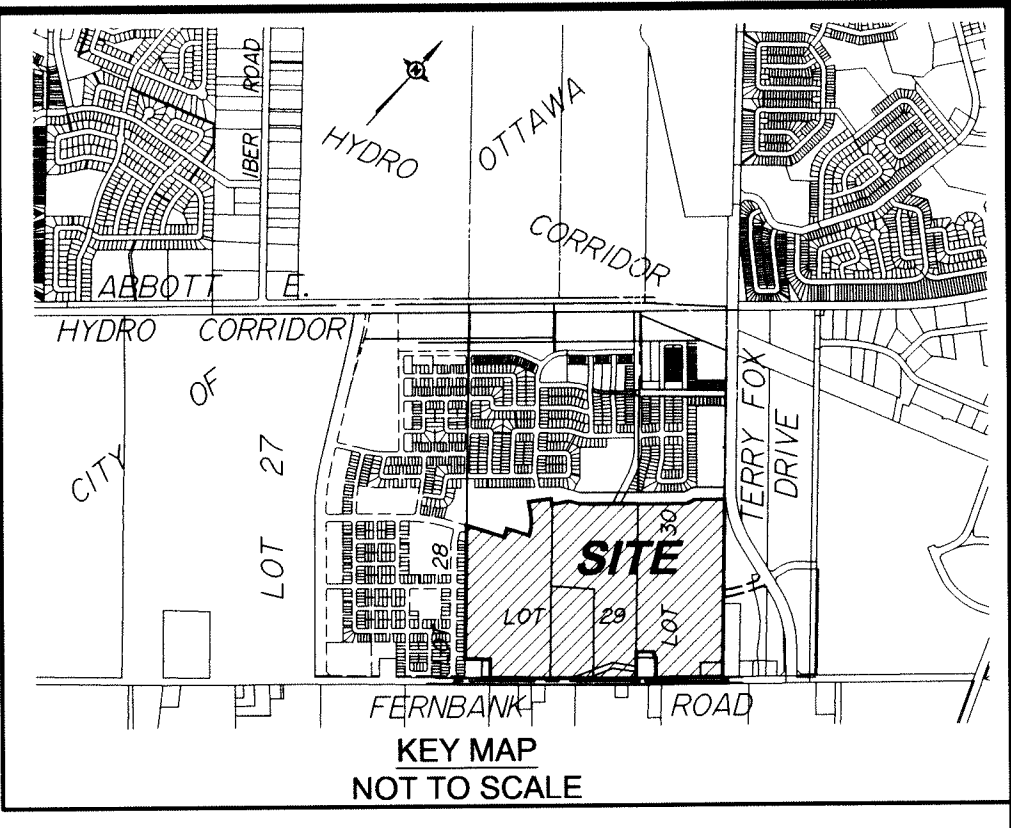 IBER ROAD
HYDRO OTTAWA
CORRIDOR
ABBOTT E.
HYDRO CORRIDOR
CITY OF
LOT 27
TERRY FOX
DRIVE
28
LOT
SITE
30
LOT 29
LOT
FERNBANK ROAD
KEY MAP
NOT TO SCALE